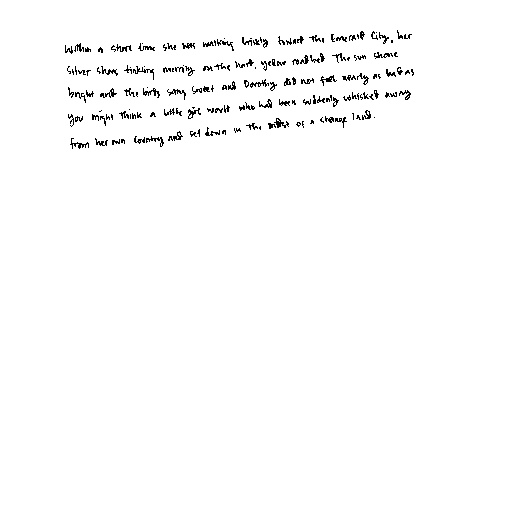 Within a short time she was walking briskly toward the Emerald City, her
silver shoes tinkling merrily on the hard, yellow road bed. The sun shone
bright and the birds sang sweet and Dorothy did not feel nearly as bad as
you might think a little girl would who had been suddenly whisked away
from her own country and set down in the midst of a strange land.